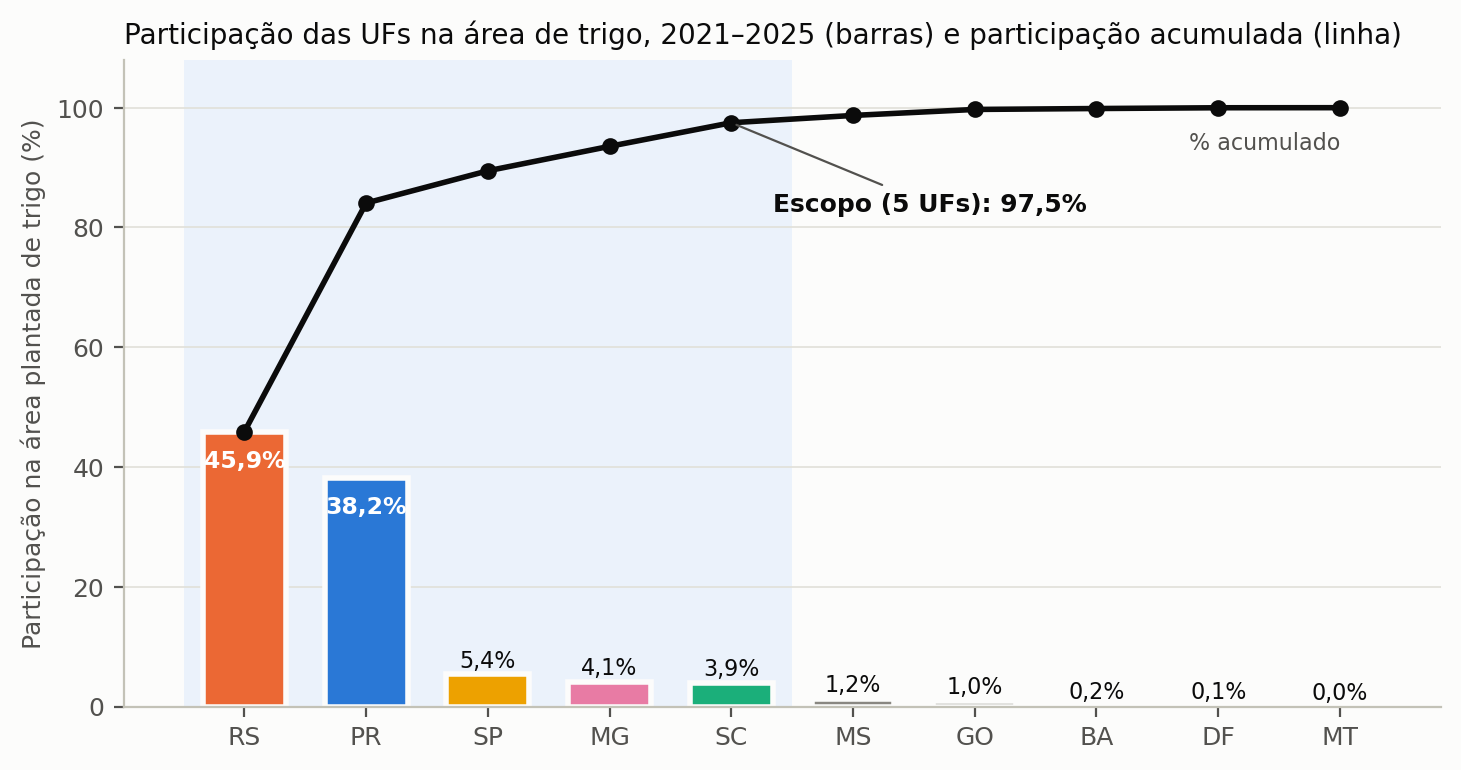 Participação das UFs na área de trigo, 2021–2025 (barras) e participação acumulada (linha)
Participação na área plantada de trigo (%)
100
80
60
40
20
0
% acumulado
Escopo (5 UFs): 97,5%
45,9%
38,2%
5,4%
4,1%
3,9%
1,2%
1,0%
0,2%
0,1%
0,0%
RS
PR
SP
MG
SC
MS
GO
BA
DF
MT